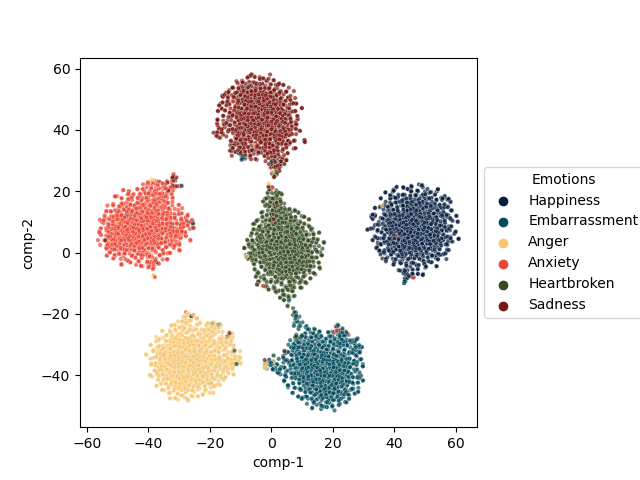 60
40
20
0
−20
−40
comp-2
−60
−40
−20
0
20
40
60
comp-1
Emotions
Happiness
Embarrassment
Anger
Anxiety
Heartbroken
Sadness